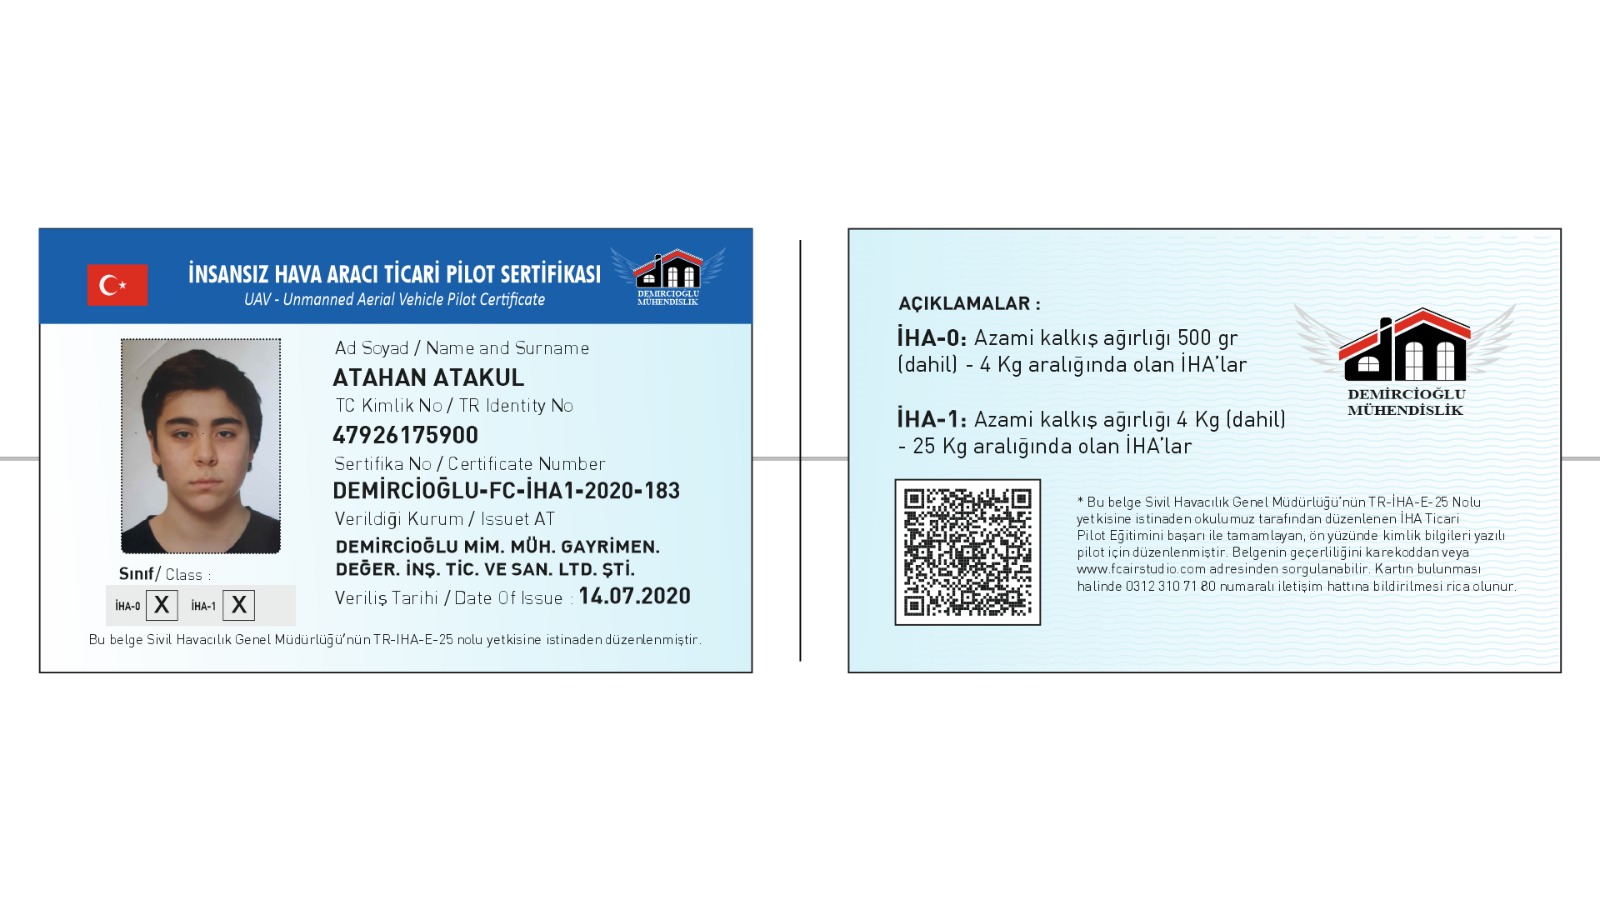 İNSANSIZ HAVA ARACI TİCARİ PİLOT SERTİFİKASI
UAV - Unmanned Aerial Vehicle Pilot Certificate
DEMİRCİOĞLU
MÜHENDİSLİK
Ad Soyad / Name and Surname
ATAHAN ATAKUL
TC Kimlik No / TR Identity No
47926175900
Sertifika No / Certificate Number
DEMİRCİOĞLU-FC-İHA1-2020-183
Verildiği Kurum / Issuet AT
DEMİRCİOĞLU MİM. MÜH. GAYRİMEN.
DEĞER. İNŞ. TİC. VE SAN. LTD. ŞTİ.
Veriliş Tarihi / Date Of Issue : 14.07.2020
Sınıf/ Class :
İHA-0 X İHA-1 X
Bu belge Sivil Havacılık Genel Müdürlüğü'nün TR-IHA-E-25 nolu yetkisine istinaden düzenlenmiştir.
AÇIKLAMALAR :
İHA-0: Azami kalkış ağırlığı 500 gr
(dahil) - 4 Kg aralığında olan İHA'lar
İHA-1: Azami kalkış ağırlığı 4 Kg (dahil)
- 25 Kg aralığında olan İHA'lar
DEMİRCİOĞLU
MÜHENDİSLİK
* Bu belge Sivil Havacılık Genel Müdürlüğü'nün TR-İHA-E-25 Nolu
yetkisine istinaden okulumuz tarafından düzenlenen İHA Ticari
Pilot Eğitimini başarı ile tamamlayan, ön yüzünde kimlik bilgileri yazılı
pilot için düzenlenmiştir. Belgenin geçerliliğini karekoddan veya
www.fcairstudio.com adresinden sorgulanabilir. Kartın bulunması
halinde 0312 310 71 80 numaralı iletişim hattına bildirilmesi rica olunur.